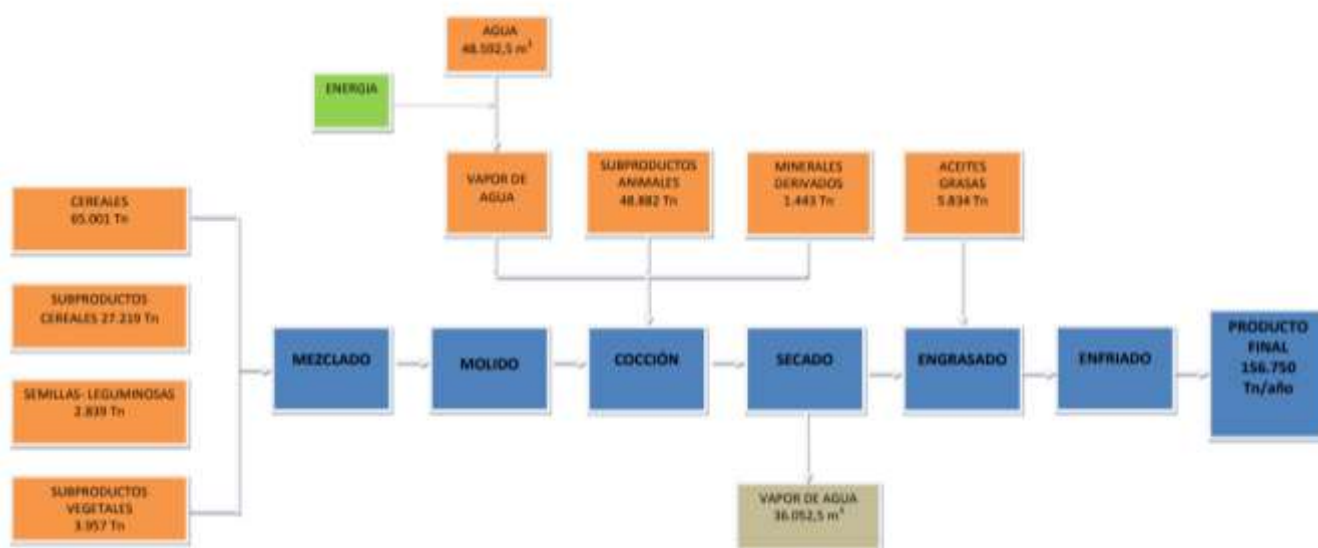 AGUA
48.592,5 m³
ENERGIA
VAPOR DE
AGUA
SUBPRODUCTOS
ANIMALES
48.882 Tn
MINERALES
DERIVADOS
1.443 Tn
ACEITES
GRASAS
5.834 Tn
CEREALES
65.001 Tn
SUBPRODUCTOS
CEREALES 27.219 Tn
SEMILLAS- LEGUMINOSAS
2.839 Tn
SUBPRODUCTOS
VEGETALES
3.957 Tn
MEZCLADO
MOLIDO
COCCIÓN
SECADO
ENGRASADO
ENFRIADO
PRODUCTO
FINAL
156.750
Tn/año
VAPOR DE AGUA
36.052,5 m³